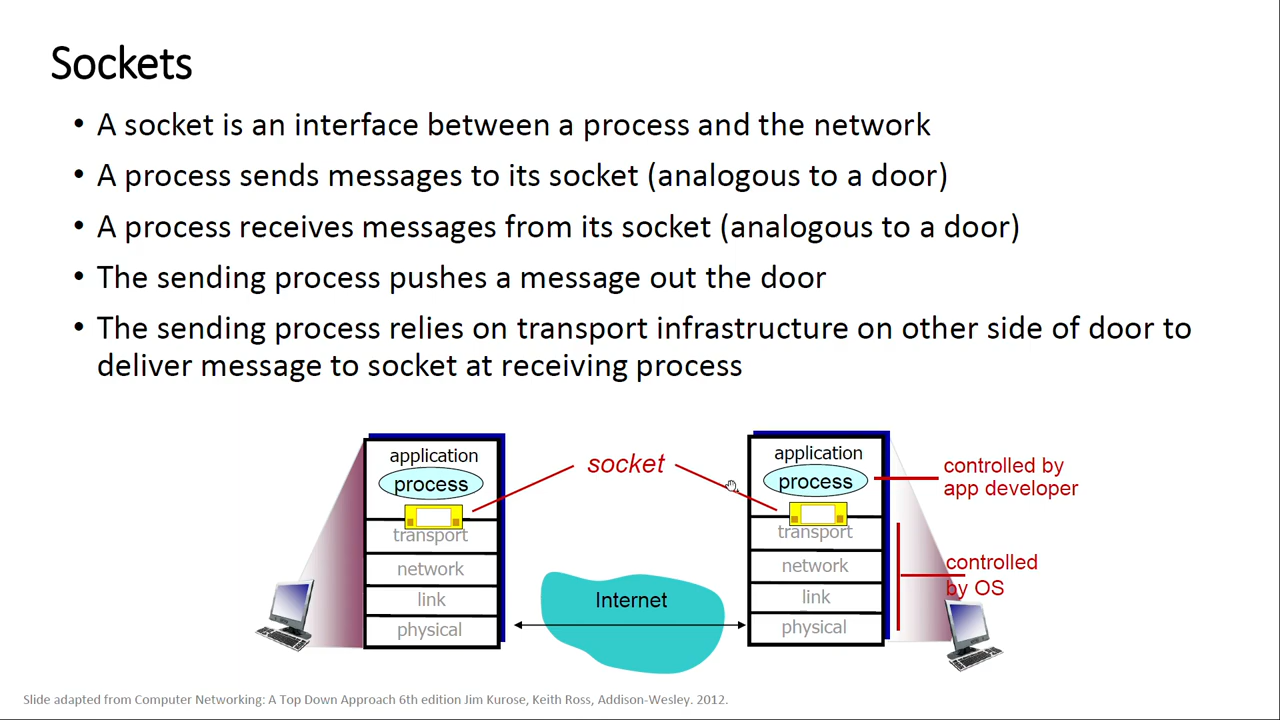 Sockets
• A socket is an interface between a process and the network
• A process sends messages to its socket (analogous to a door)
• A process receives messages from its socket (analogous to a door)
• The sending process pushes a message out the door
• The sending process relies on transport infrastructure on other side of door to
deliver message to socket at receiving process
application
process
transport
network
link
physical
socket
Internet
application
process
transport
network
link
physical
controlled by
app developer
controlled
by OS
Slide adapted from Computer Networking: A Top Down Approach 6th edition Jim Kurose, Keith Ross, Addison-Wesley. 2012.